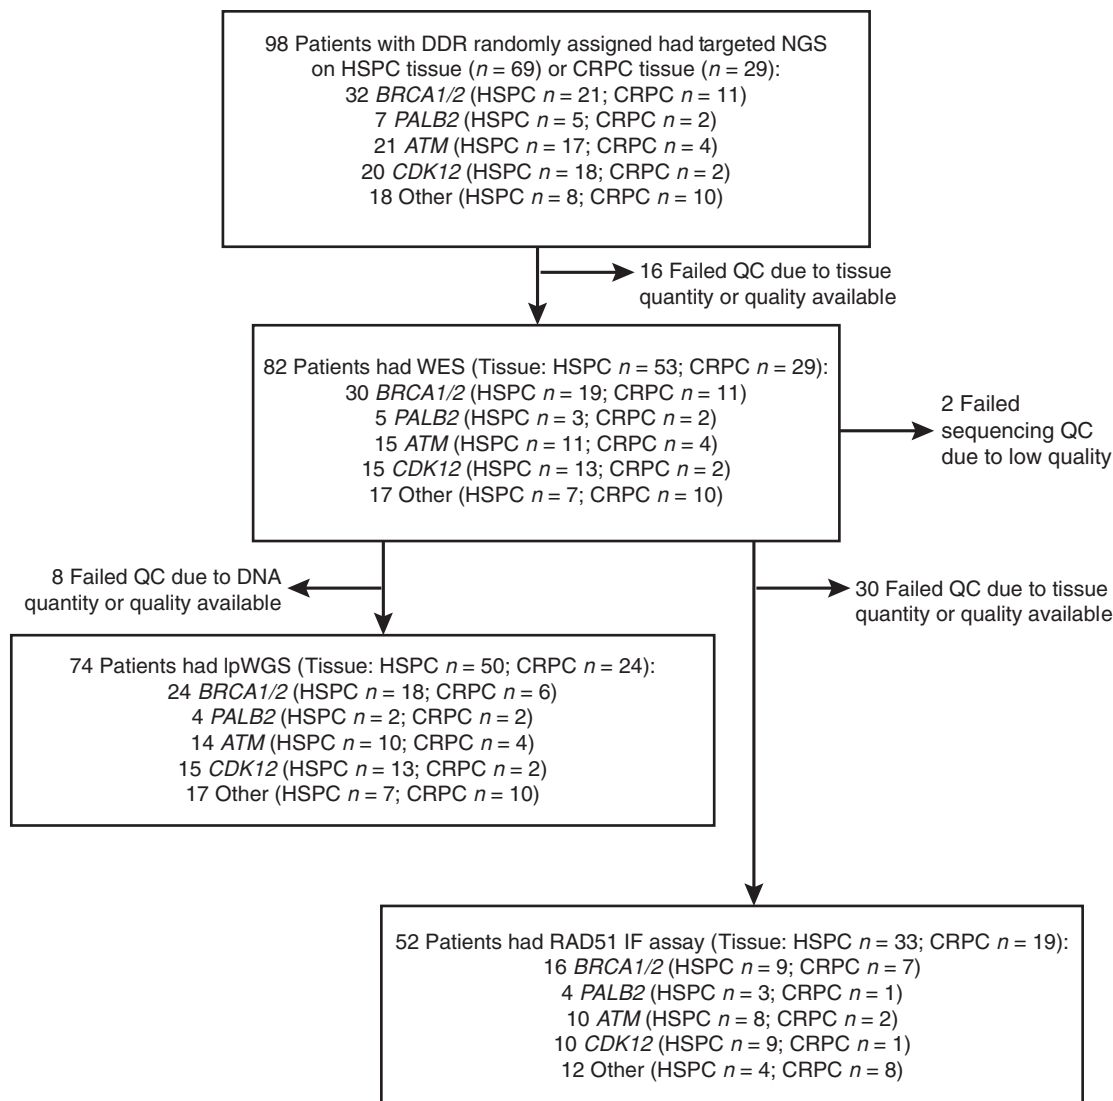 98 Patients with DDR randomly assigned had targeted NGS
on HSPC tissue (n = 69) or CRPC tissue (n = 29):
32 BRCA1/2 (HSPC n = 21; CRPC n = 11)
7 PALB2 (HSPC n = 5; CRPC n = 2)
21 ATM (HSPC n = 17; CRPC n = 4)
20 CDK12 (HSPC n = 18; CRPC n = 2)
18 Other (HSPC n = 8; CRPC n = 10)
16 Failed QC due to tissue
quantity or quality available
82 Patients had WES (Tissue: HSPC n = 53; CRPC n = 29):
30 BRCA1/2 (HSPC n = 19; CRPC n = 11)
5 PALB2 (HSPC n = 3; CRPC n = 2)
15 ATM (HSPC n = 11; CRPC n = 4)
15 CDK12 (HSPC n = 13; CRPC n = 2)
17 Other (HSPC n = 7; CRPC n = 10)
2 Failed
sequencing QC
due to low quality
8 Failed QC due to DNA
quantity or quality available
30 Failed QC due to tissue
quantity or quality available
74 Patients had lpWGS (Tissue: HSPC n = 50; CRPC n = 24):
24 BRCA1/2 (HSPC n = 18; CRPC n = 6)
4 PALB2 (HSPC n = 2; CRPC n = 2)
14 ATM (HSPC n = 10; CRPC n = 4)
15 CDK12 (HSPC n = 13; CRPC n = 2)
17 Other (HSPC n = 7; CRPC n = 10)
52 Patients had RAD51 IF assay (Tissue: HSPC n = 33; CRPC n = 19):
16 BRCA1/2 (HSPC n = 9; CRPC n = 7)
4 PALB2 (HSPC n = 3; CRPC n = 1)
10 ATM (HSPC n = 8; CRPC n = 2)
10 CDK12 (HSPC n = 9; CRPC n = 1)
12 Other (HSPC n = 4; CRPC n = 8)